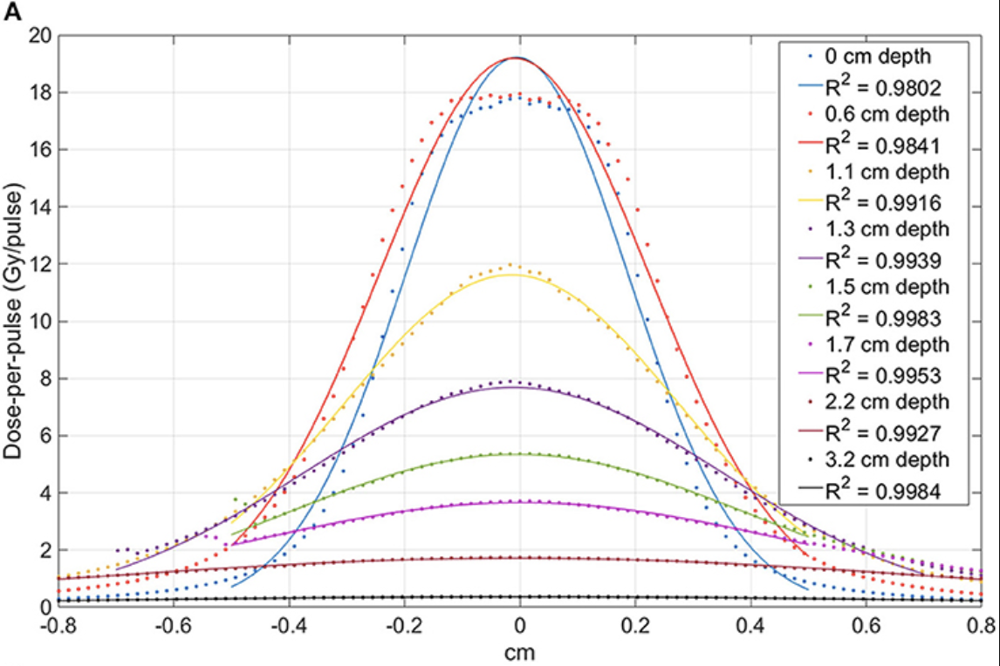 A
Dose-per-pulse (Gy/pulse)
20
18
16
14
12
10
8
6
4
2
0
-0.8 -0.6 -0.4 -0.2 0 0.2 0.4 0.6 0.8
cm
0 cm depth
R² = 0.9802
0.6 cm depth
R² = 0.9841
1.1 cm depth
R² = 0.9916
1.3 cm depth
R² = 0.9939
1.5 cm depth
R² = 0.9983
1.7 cm depth
R² = 0.9953
2.2 cm depth
R² = 0.9927
3.2 cm depth
R² = 0.9984